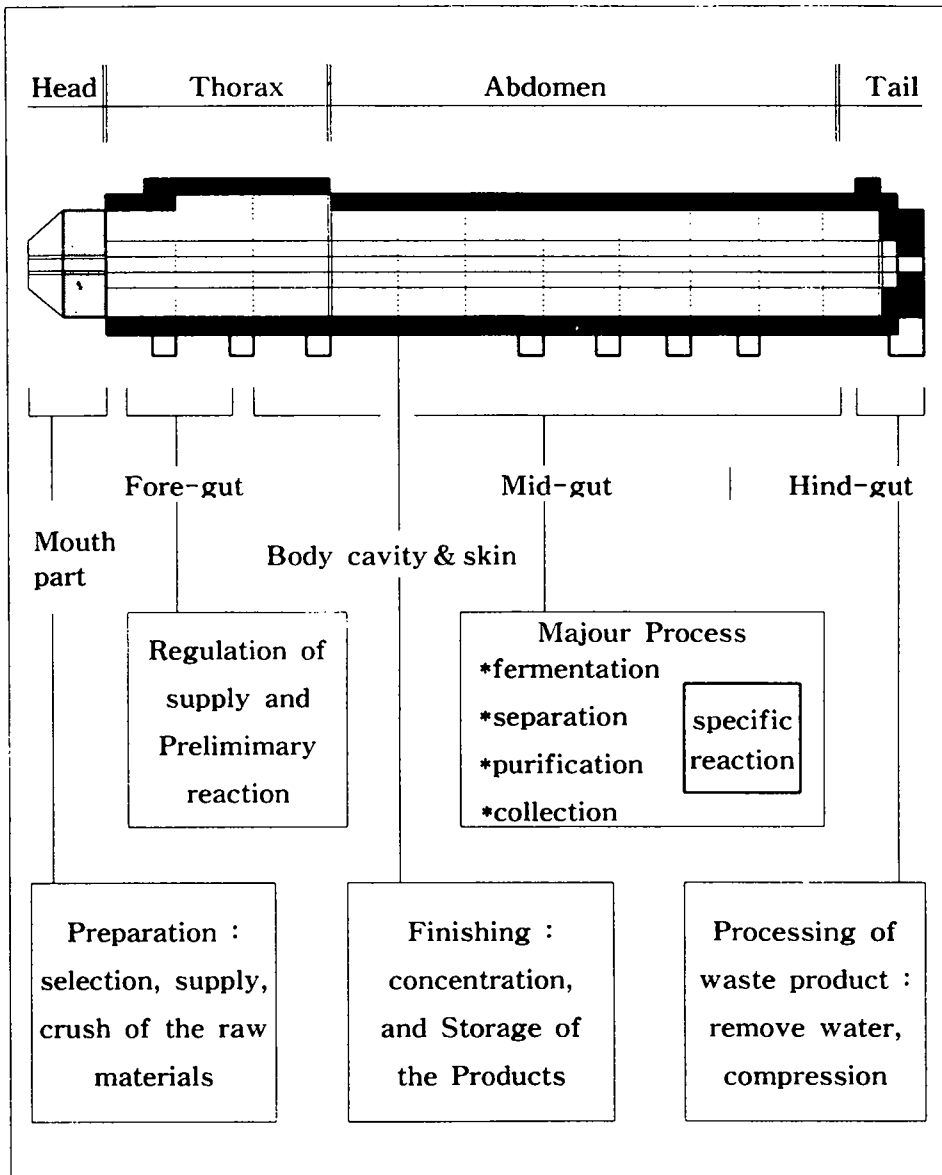 Head Thorax Abdomen Tail
Fore-gut Mid-gut Hind-gut
Mouth
part
Body cavity & skin
Regulation of
supply and
Prelimimary
reaction
Majour Process
*fermentation
*separation
*purification
*collection
specific
reaction
Preparation :
selection, supply,
crush of the raw
materials
Finishing :
concentration,
and Storage of
the Products
Processing of
waste product :
remove water,
compression